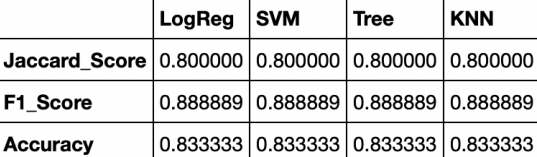 LogReg SVM Tree KNN
Jaccard_Score 0.800000 0.800000 0.800000 0.800000
F1_Score 0.888889 0.888889 0.888889 0.888889
Accuracy 0.833333 0.833333 0.833333 0.833333